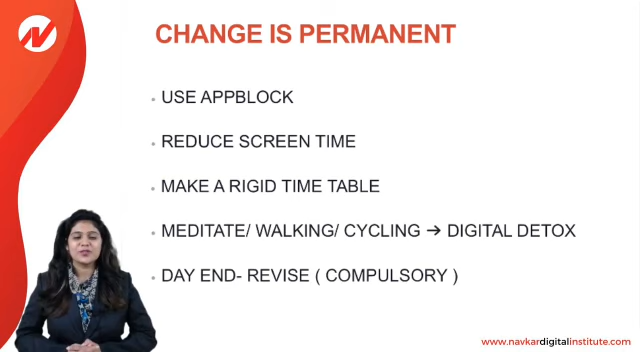 CHANGE IS PERMANENT
USE APPBLOCK
REDUCE SCREEN TIME
MAKE A RIGID TIME TABLE
MEDITATE/ WALKING/ CYCLING ➔ DIGITAL DETOX
DAY END- REVISE ( COMPULSORY )
www.navkardigitalinstitute.com